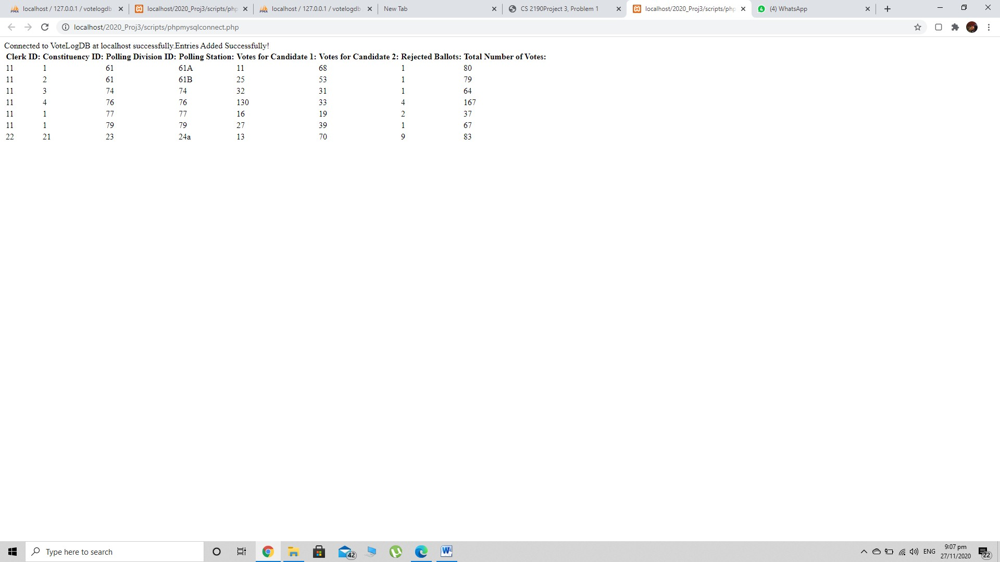 localhost / 127.0.0.1 / votelogdb
localhost/2020_Proj3/scripts/php
localhost / 127.0.0.1 / votelogdb
New Tab
CS 2190Project 3, Problem 1
localhost/2020_Proj3/scripts/php
(4) WhatsApp
localhost/2020_Proj3/scripts/phpmysqlconnect.php
Connected to VoteLogDB at localhost successfully.Entries Added Successfully!
Clerk ID: Constituency ID: Polling Division ID: Polling Station: Votes for Candidate 1: Votes for Candidate 2: Rejected Ballots: Total Number of Votes:
11 1 61 61A 11 68 1 80
11 2 61 61B 25 53 1 79
11 3 74 74 32 31 1 64
11 4 76 76 130 33 4 167
11 1 77 77 16 19 2 37
11 1 79 79 27 39 1 67
22 21 23 24a 13 70 9 83
Type here to search
42
ENG
9:07 pm
27/11/2020
22